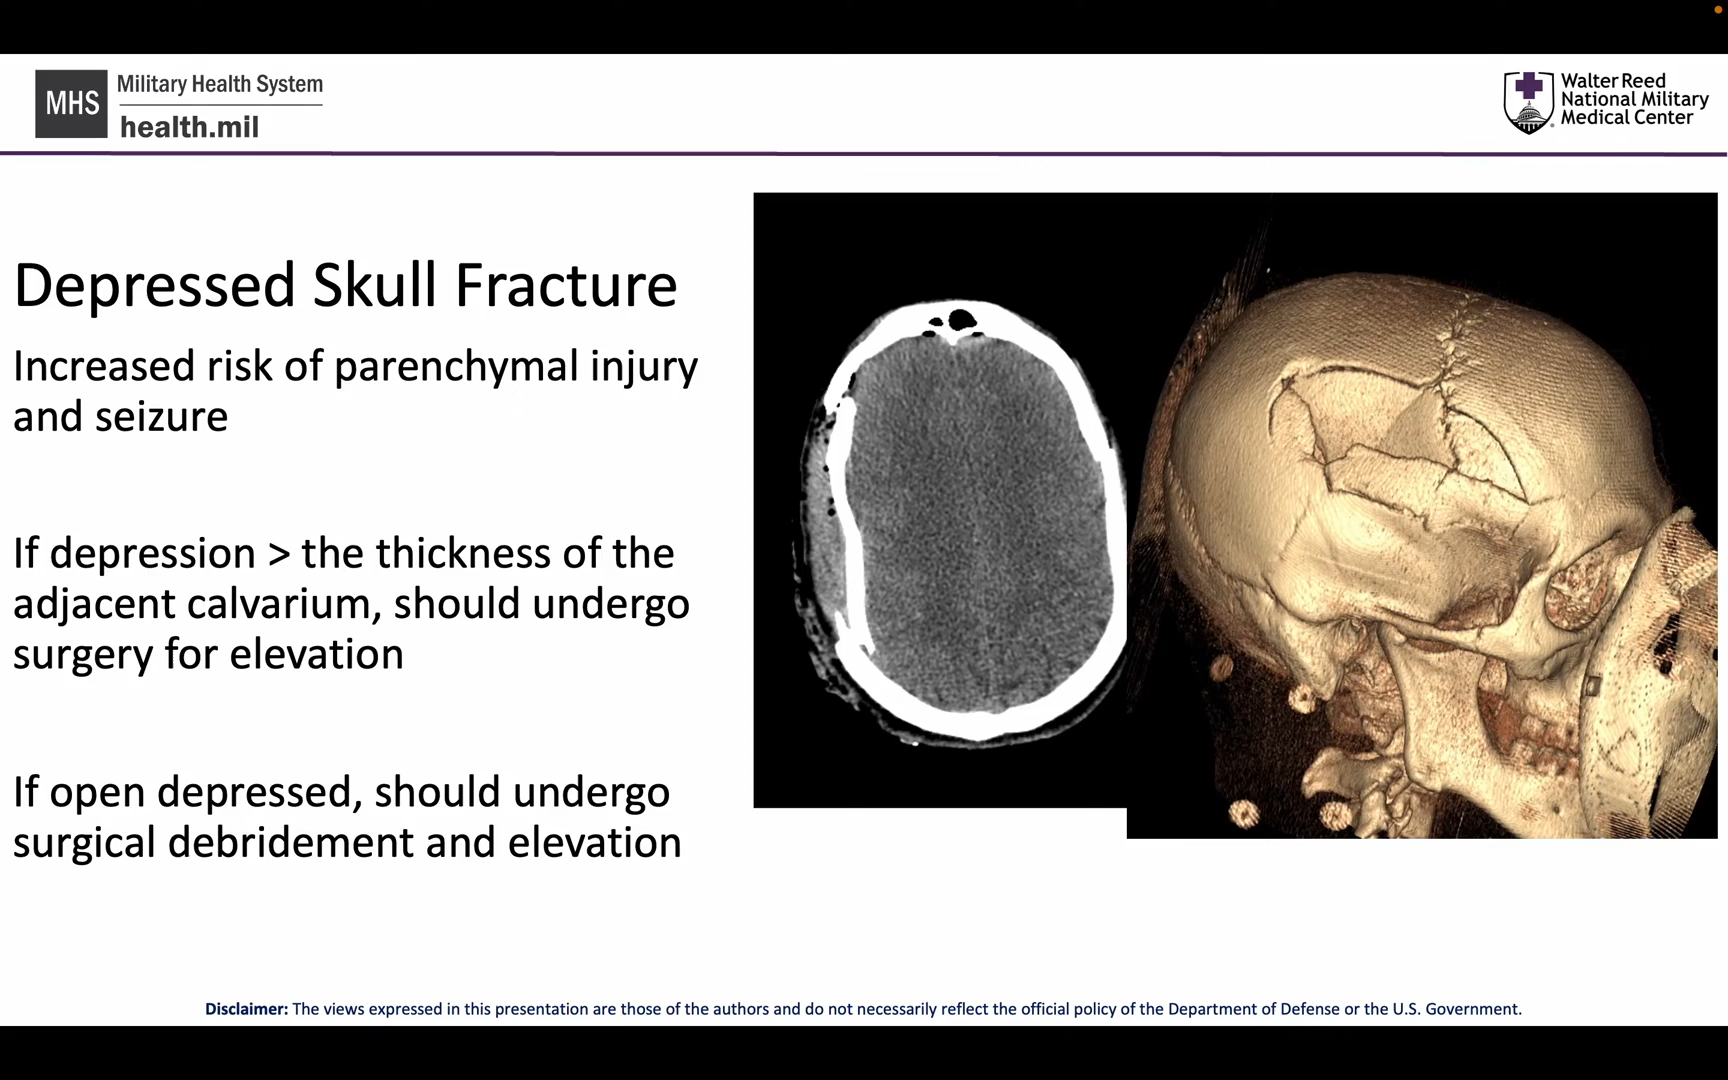 MHS
Military Health System
health.mil
Walter Reed
National Military
Medical Center
Depressed Skull Fracture
Increased risk of parenchymal injury
and seizure
If depression > the thickness of the
adjacent calvarium, should undergo
surgery for elevation
If open depressed, should undergo
surgical debridement and elevation
Disclaimer: The views expressed in this presentation are those of the authors and do not necessarily reflect the official policy of the Department of Defense or the U.S. Government.